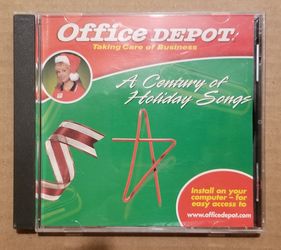 Office DEPOT
Taking Care of Business
A Century of
Holiday Songs
Install on your
computer - for
easy access to
www.officedepot.com